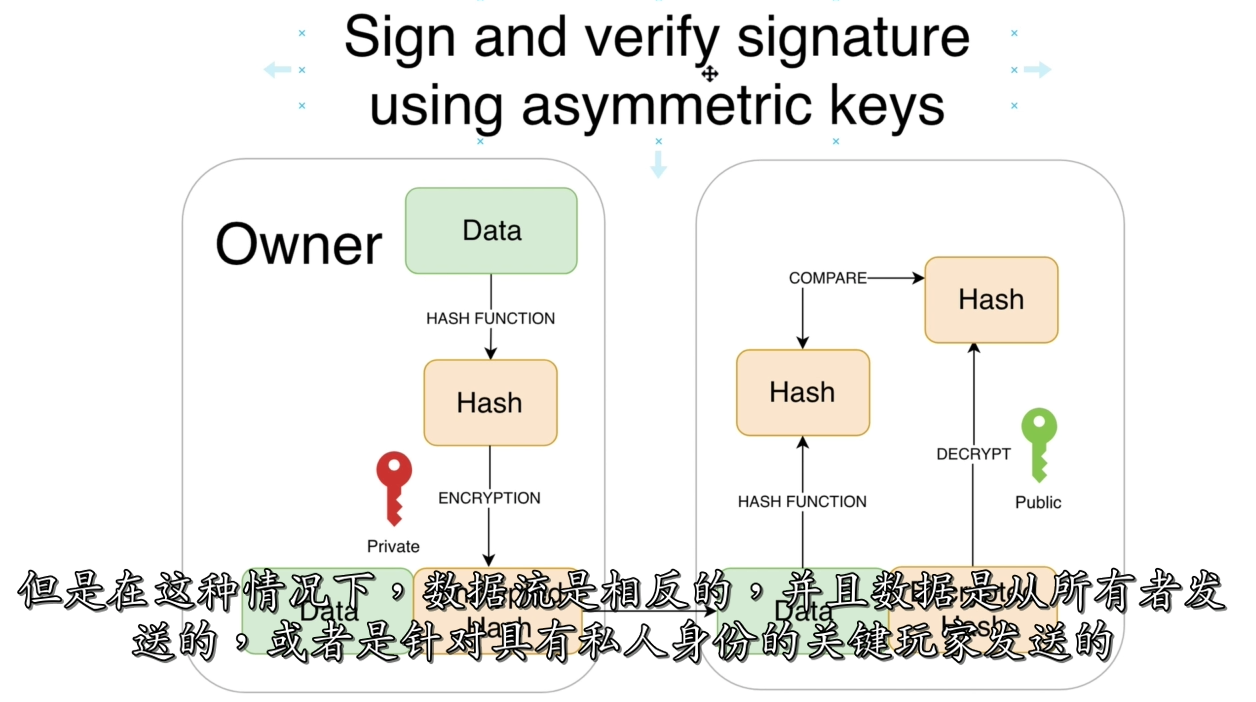 Sign and verify signature
using asymmetric keys
Owner
Data
HASH FUNCTION
Hash
ENCRYPTION
Private
Data
Hash
COMPARE
Hash
Hash
HASH FUNCTION
DECRYPT
Public
Data
但是在这种情况下，数据流是相反的，并且数据是从所有者发
送的，或者是针对具有私人身份的关键玩家发送的